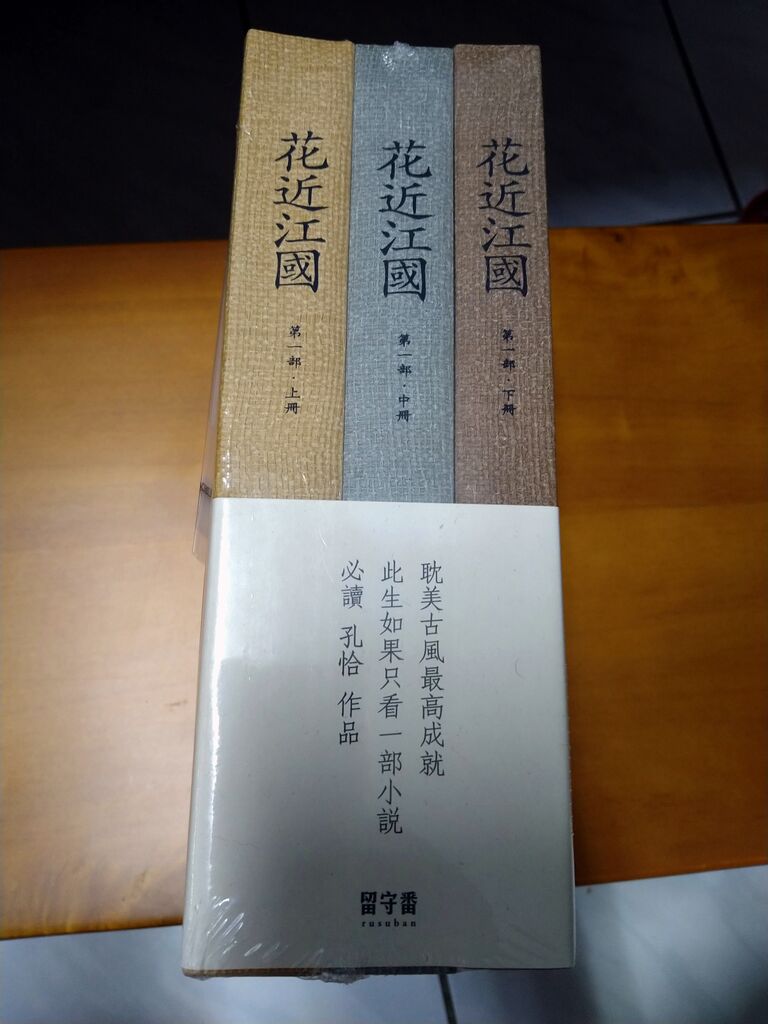 花近江國
第一部·上冊
花近江國
第一部·中冊
花近江國
第一部·下冊
耽美古風最高成就
此生如果只看一部小說
必讀 孔恰 作品
留守番
rusuban